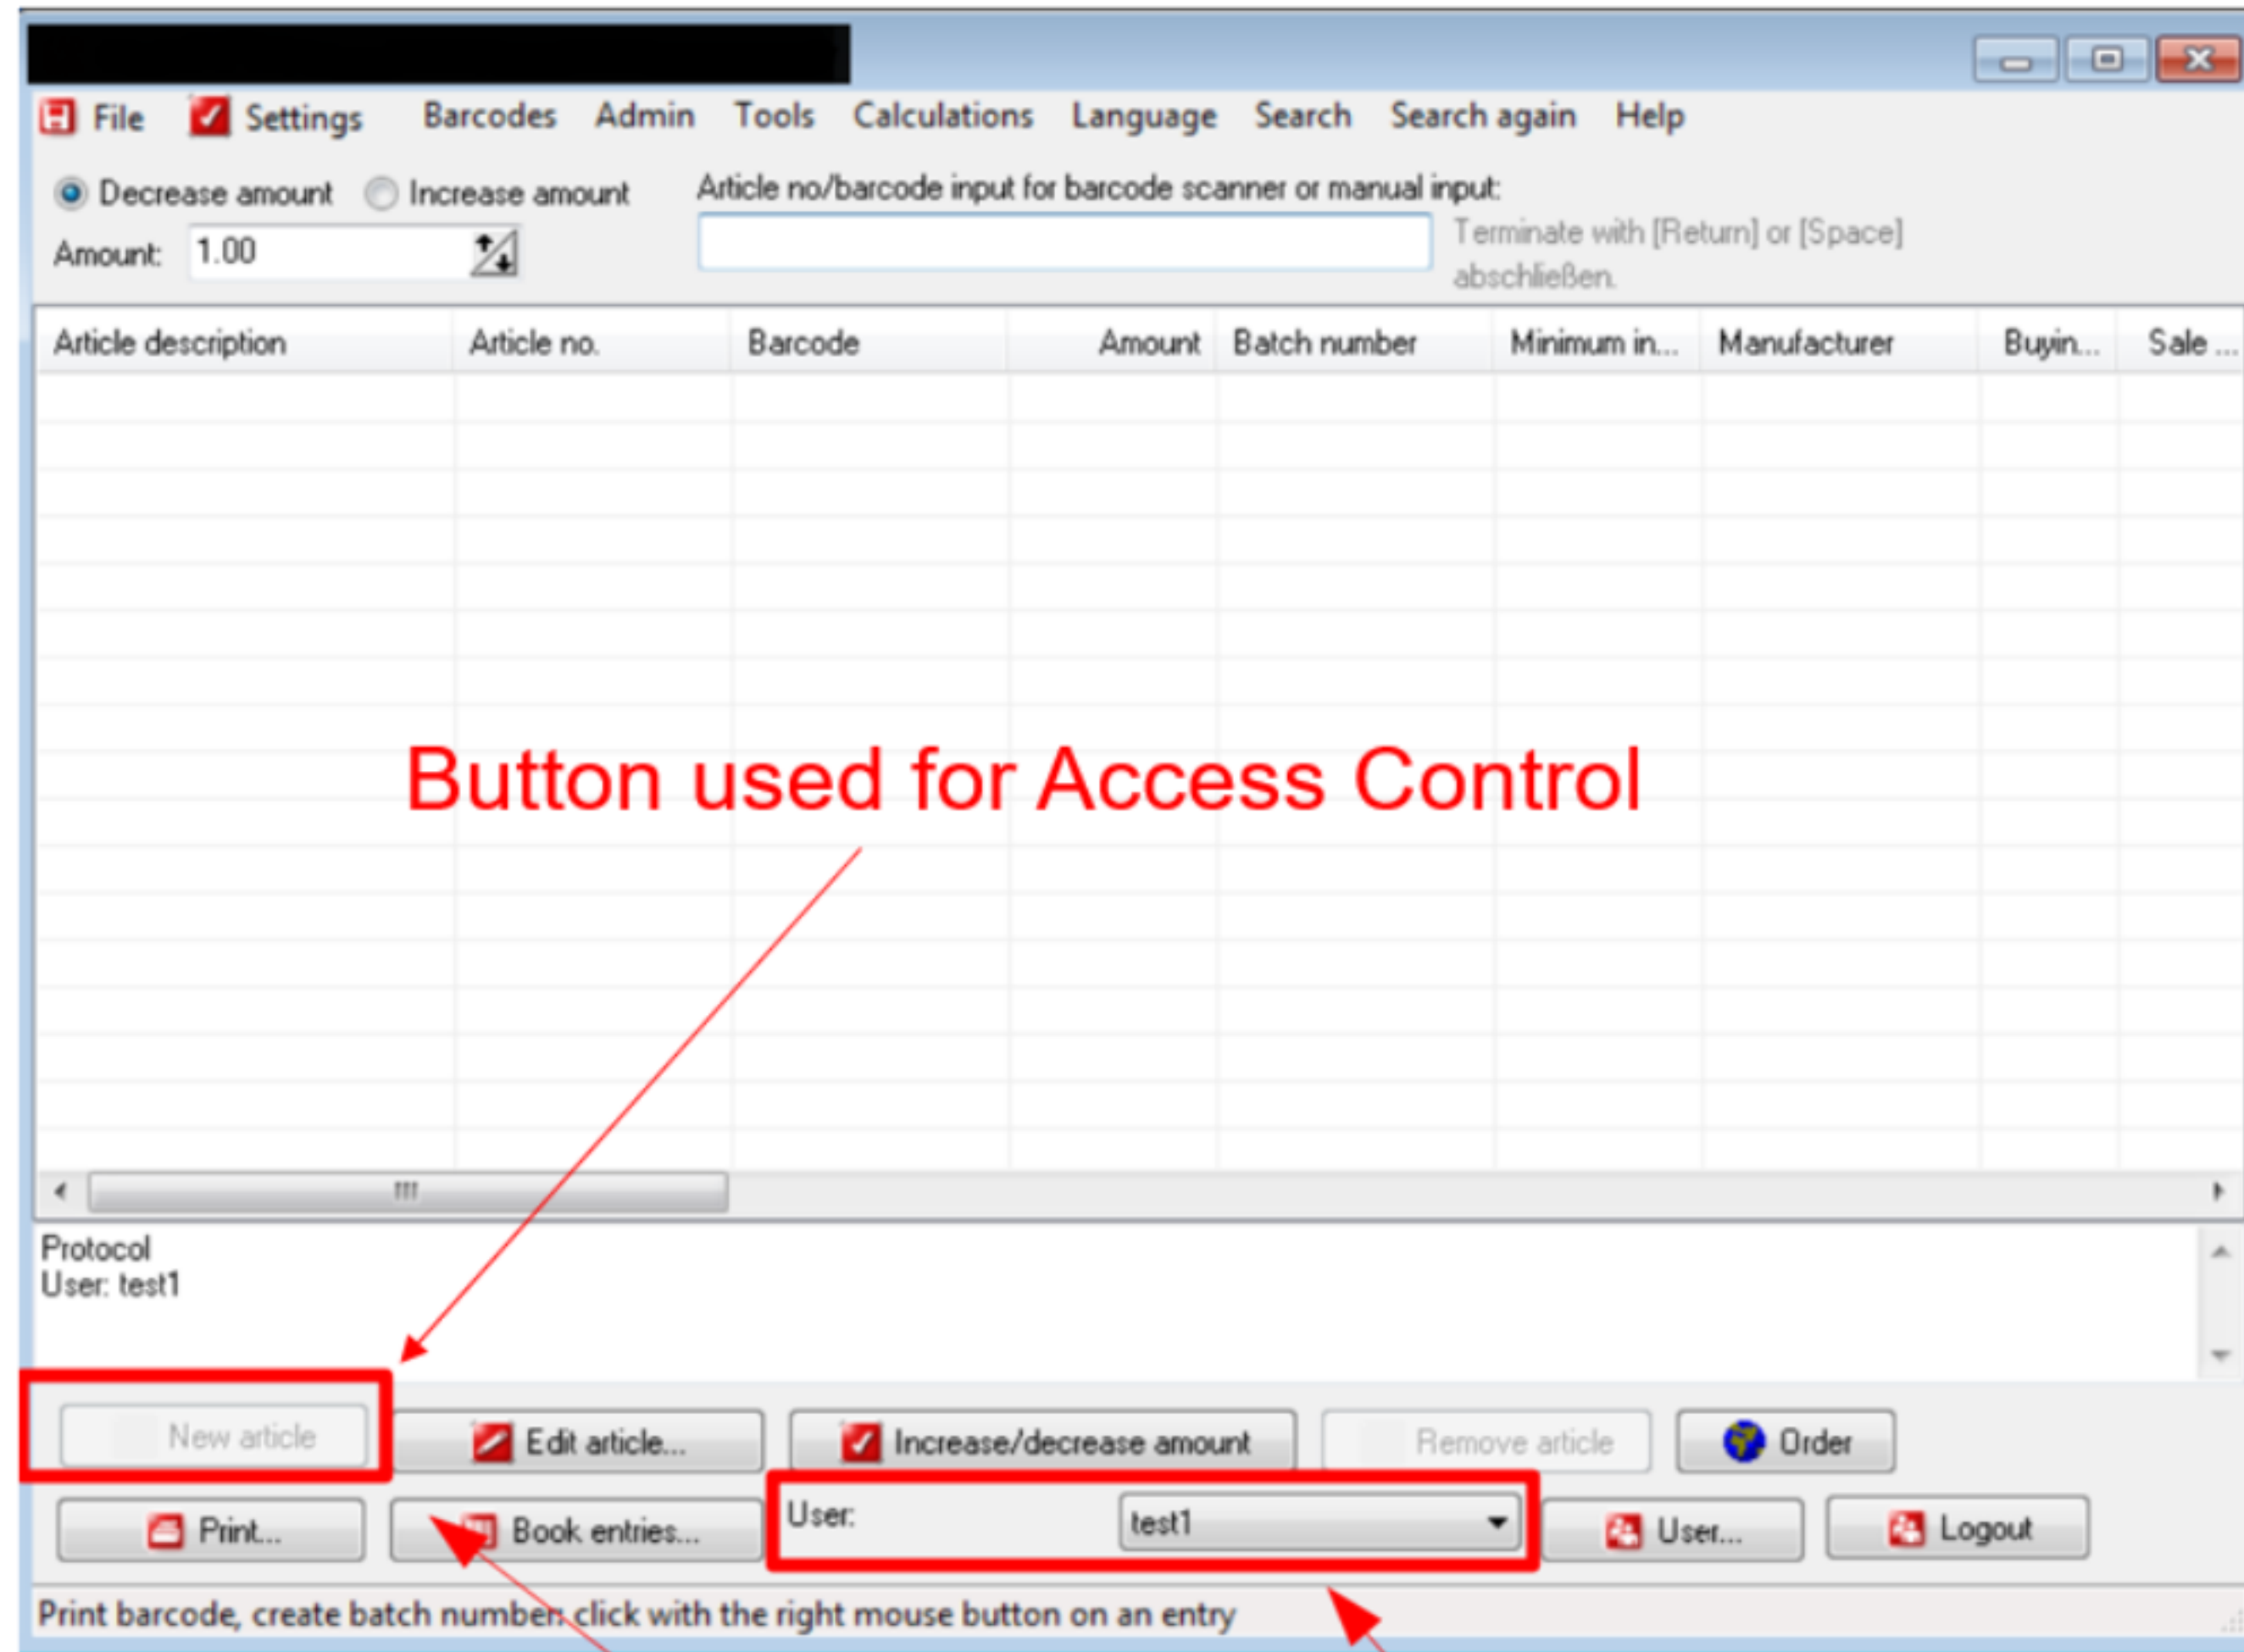 File Settings Barcodes Admin Tools Calculations Language Search Search again Help
Decrease amount Increase amount Article no/barcode input for barcode scanner or manual input:
Amount: 1.00 Terminate with [Return] or [Space]
abschließen.
Article description Article no. Barcode Amount Batch number Minimum in... Manufacturer Buyin... Sale ...
Button used for Access Control
Protocol
User: test1
New article Edit article... Increase/decrease amount Remove article Order
Print... Book entries... User: test1 User... Logout
Print barcode, create batch number: click with the right mouse button on an entry